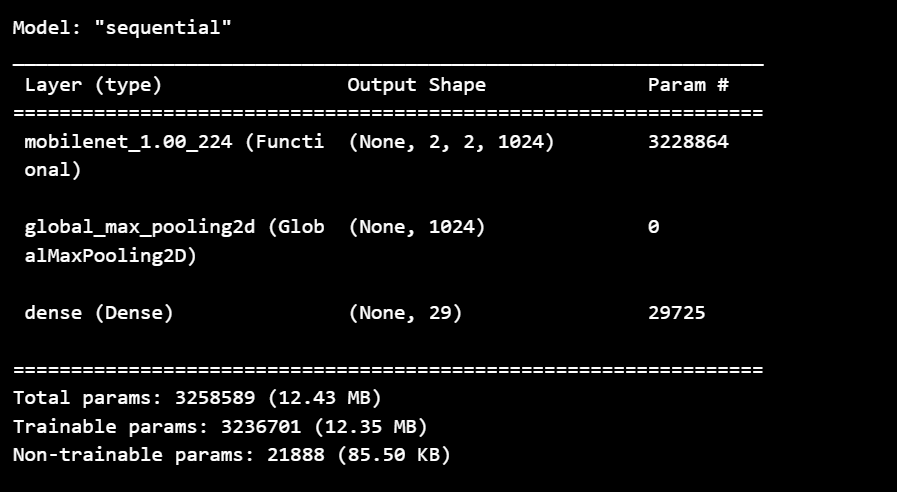 Model: "sequential"
_________________________________________________________________
Layer (type) Output Shape Param #
=================================================================
mobilenet_1.00_224 (Functi (None, 2, 2, 1024) 3228864
onal)
global_max_pooling2d (Glob (None, 1024) 0
alMaxPooling2D)
dense (Dense) (None, 29) 29725
=================================================================
Total params: 3258589 (12.43 MB)
Trainable params: 3236701 (12.35 MB)
Non-trainable params: 21888 (85.50 KB)